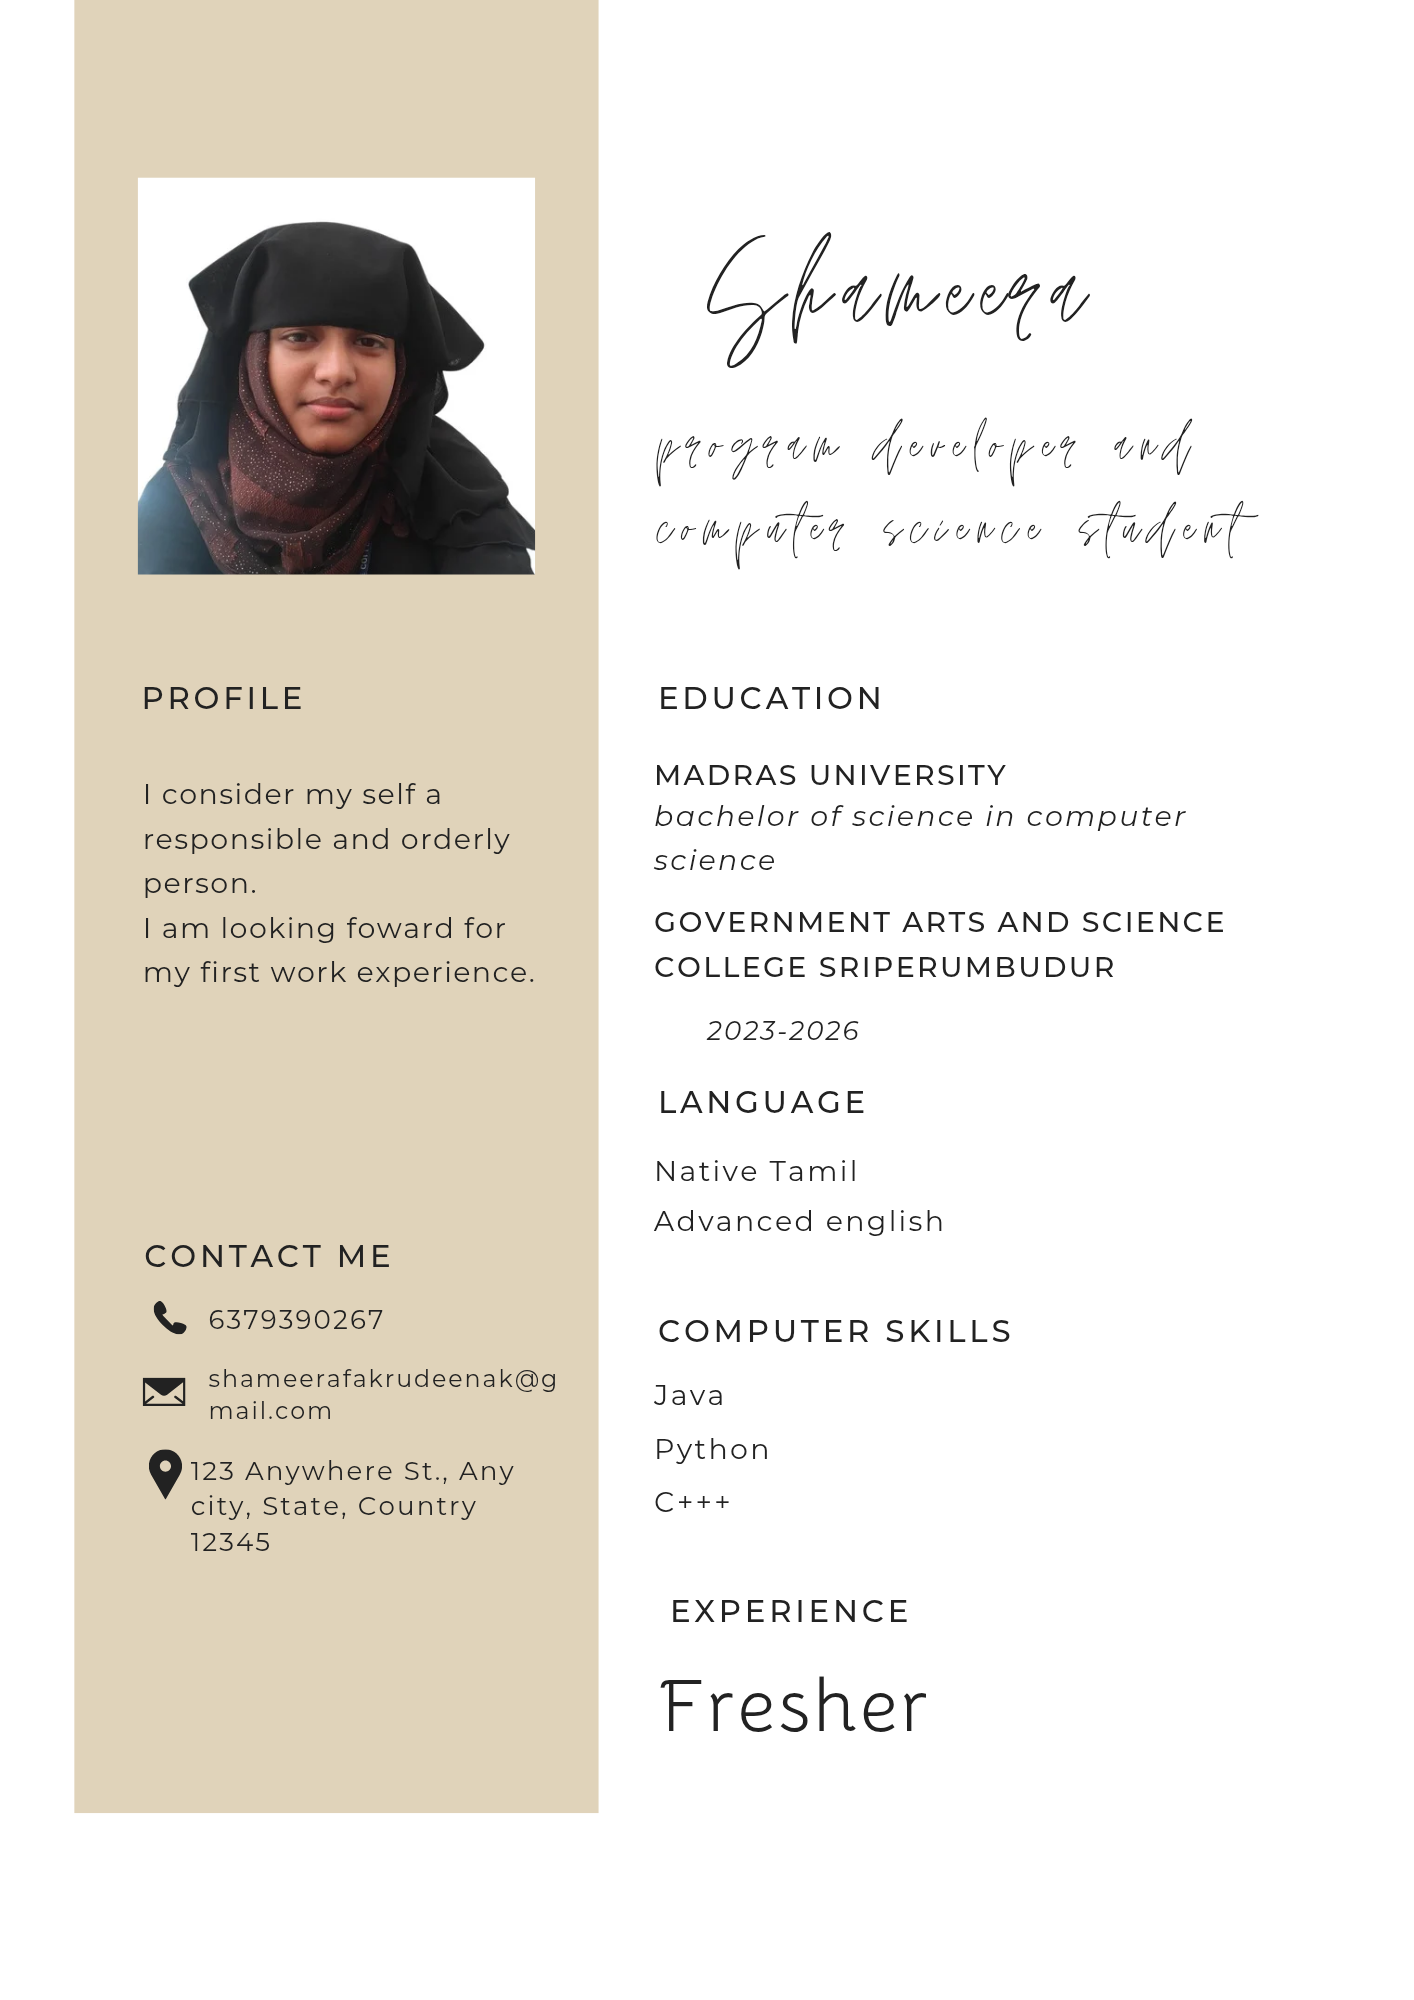 Shameera
program developer and
computer science student
PROFILE
I consider my self a
responsible and orderly
person.
I am looking foward for
my first work experience.
CONTACT ME
6379390267
shameerafakrudeenak@g
mail.com
123 Anywhere St., Any
city, State, Country
12345
EDUCATION
MADRAS UNIVERSITY
bachelor of science in computer
science
GOVERNMENT ARTS AND SCIENCE
COLLEGE SRIPERUMBUDUR
2023-2026
LANGUAGE
Native Tamil
Advanced english
COMPUTER SKILLS
Java
Python
C+++
EXPERIENCE
Fresher